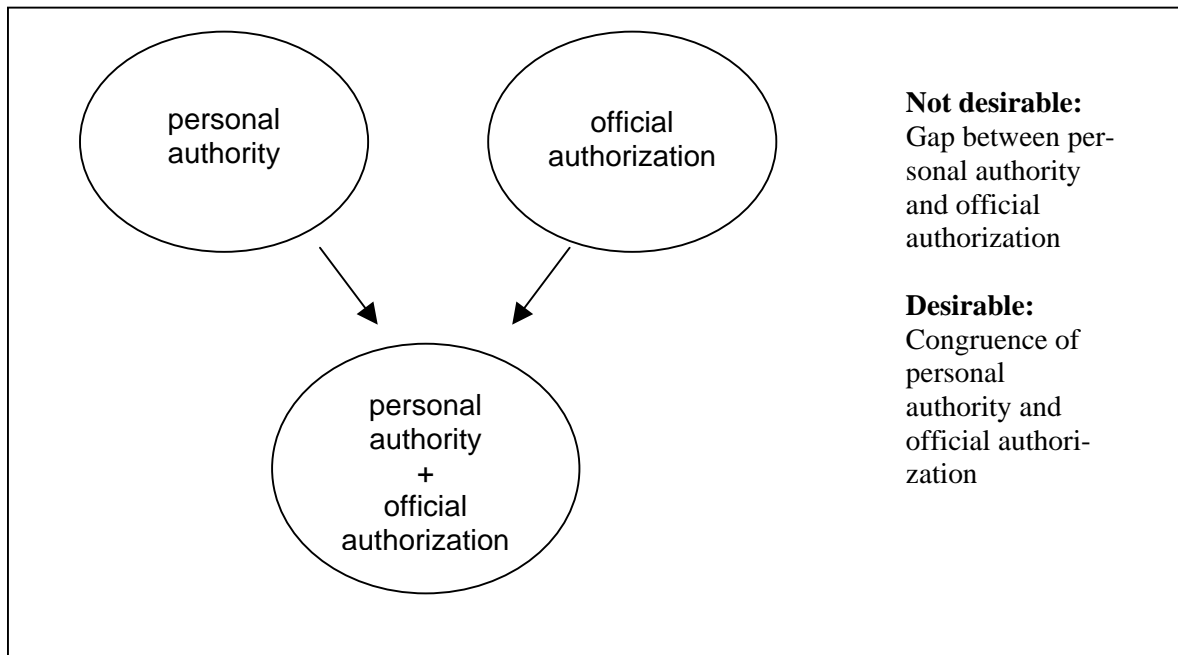 personal
authority
official
authorization
personal
authority
+
official
authorization
Not desirable:
Gap between per-
sonal authority
and official
authorization
Desirable:
Congruence of
personal
authority and
official authori-
zation